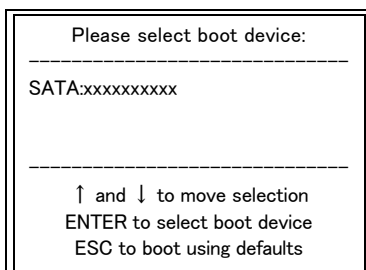 Please select boot device:
------------------------------
SATA:xxxxxxxxxx
------------------------------
↑ and ↓ to move selection
ENTER to select boot device
ESC to boot using defaults